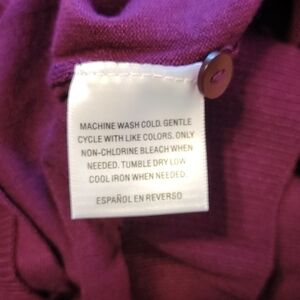 MACHINE WASH COLD. GENTLE
CYCLE WITH LIKE COLORS. ONLY
NON-CHLORINE BLEACH WHEN
NEEDED. TUMBLE DRY LOW
COOL IRON WHEN NEEDED.
ESPAÑOL EN REVERSO